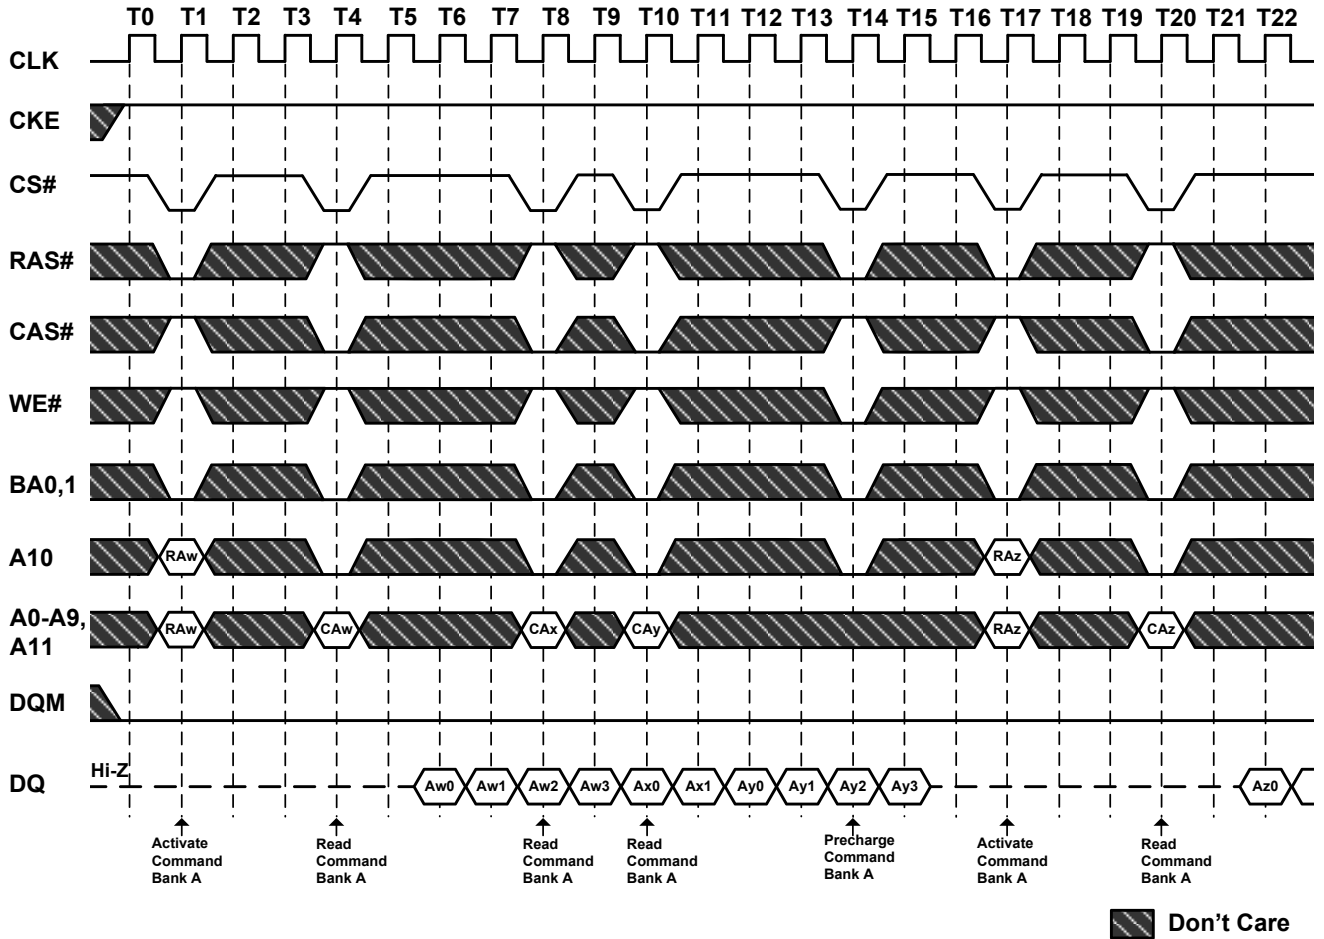 T0 T1 T2 T3 T4 T5 T6 T7 T8 T9 T10 T11 T12 T13 T14 T15 T16 T17 T18 T19 T20 T21 T22
CLK
CKE
CS#
RAS#
CAS#
WE#
BA0,1
A10 RAw RAz
A0-A9,
A11
RAw CAw CAx CAy RAz CAz
DQM
Hi-Z
DQ Aw0 Aw1 Aw2 Aw3 Ax0 Ax1 Ay0 Ay1 Ay2 Ay3 Az0
Activate
Command
Bank A
Read
Command
Bank A
Read
Command
Bank A
Read
Command
Bank A
Precharge
Command
Bank A
Activate
Command
Bank A
Read
Command
Bank A
Don't Care